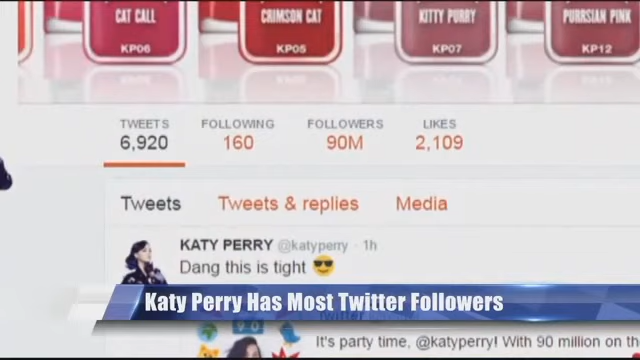 CAT CALL
CRIMSON CAT
KITTY PURRY
PURRSIAN PINK
KP06
KP05
KP07
KP12
TWEETS
FOLLOWING
FOLLOWERS
LIKES
6,920
160
90M
2,109
Tweets
Tweets & replies
Media
KATY PERRY @katyperry · 1h
Dang this is tight 😎
Katy Perry Has Most Twitter Followers
Twitter
It's party time, @katyperry! With 90 million on the